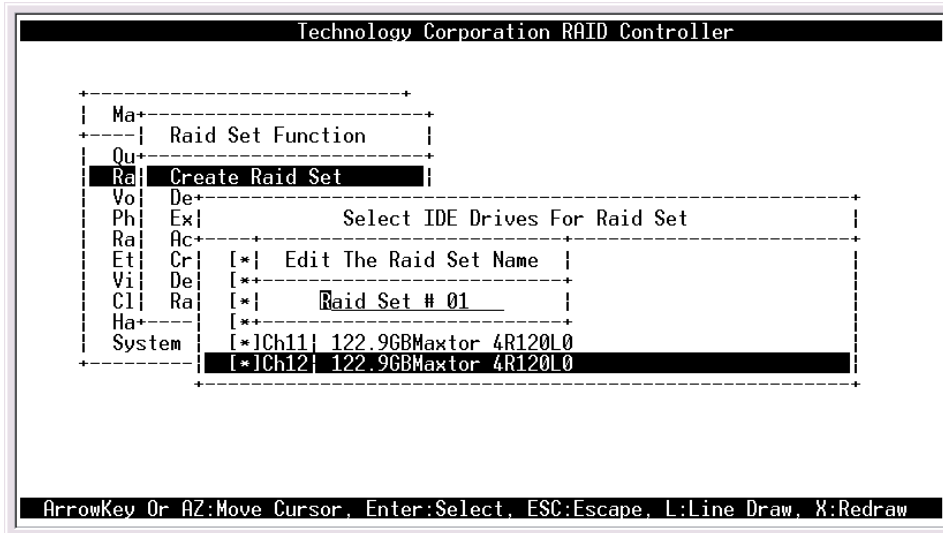 Technology Corporation RAID Controller
Ma
Raid Set Function
Qu
Ra Create Raid Set
Vo De
Ph Ex Select IDE Drives For Raid Set
Ra Ac
Et Cr [*] Edit The Raid Set Name
Vi De [*
Cl Ra [*] Raid Set # 01
Ha [*
System [*]Ch11| 122.9GBMaxtor 4R120L0
[*]Ch12| 122.9GBMaxtor 4R120L0
ArrowKey Or AZ:Move Cursor, Enter:Select, ESC:Escape, L:Line Draw, X:Redraw